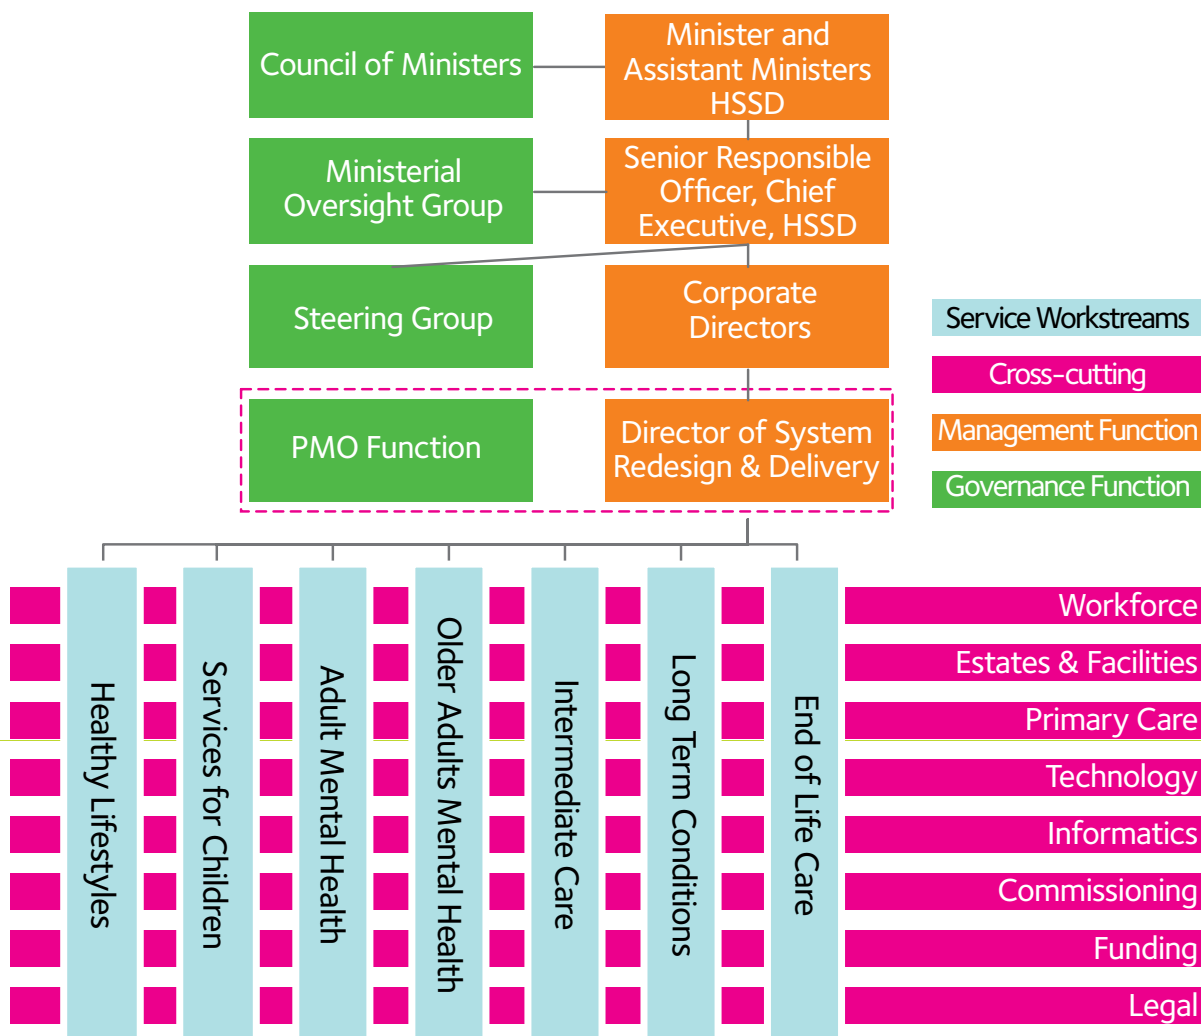 Council of Ministers
Minister and
Assistant Ministers
HSSD
Ministerial
Oversight Group
Senior Responsible
Officer, Chief
Executive, HSSD
Steering Group
Corporate
Directors
PMO Function
Director of System
Redesign & Delivery
Service Workstreams
Cross-cutting
Management Function
Governance Function
Healthy Lifestyles
Services for Children
Adult Mental Health
Older Adults Mental Health
Intermediate Care
Long Term Conditions
End of Life Care
Workforce
Estates & Facilities
Primary Care
Technology
Informatics
Commissioning
Funding
Legal